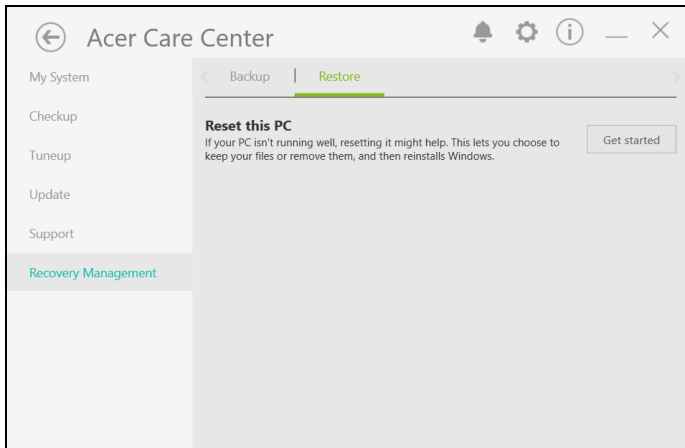 Acer Care Center
My System
Checkup
Tuneup
Update
Support
Recovery Management
Backup
Restore
Reset this PC
If your PC isn't running well, resetting it might help. This lets you choose to
keep your files or remove them, and then reinstalls Windows.
Get started